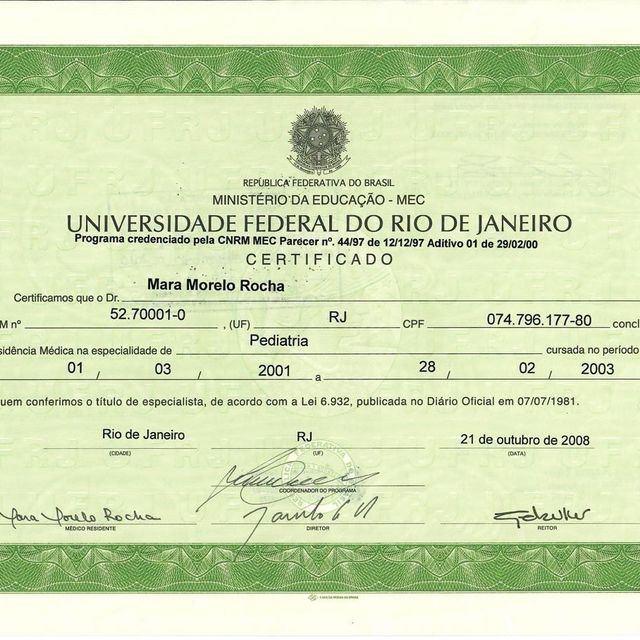 REPÚBLICA FEDERATIVA DO BRASIL
MINISTÉRIO DA EDUCAÇÃO - MEC
UNIVERSIDADE FEDERAL DO RIO DE JANEIRO
Programa credenciado pela CNRM MEC Parecer nº. 44/97 de 12/12/97 Aditivo 01 de 29/02/00
CERTIFICADO
Certificamos que o Dr. Mara Morelo Rocha
M nº 52.70001-0 , (UF) RJ CPF 074.796.177-80 concl
sidência Médica na especialidade de Pediatria cursada no período
01 / 03 / 2001 a 28 / 02 / 2003
uem conferimos o título de especialista, de acordo com a Lei 6.932, publicada no Diário Oficial em 07/07/1981.
Rio de Janeiro RJ 21 de outubro de 2008
(CIDADE) (UF) (DATA)
COORDENADOR DO PROGRAMA
Mara Morelo Rocha
MÉDICO RESIDENTE DIRETOR REITOR